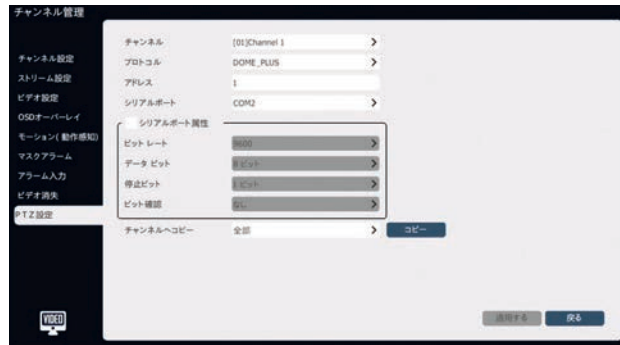 チャンネル管理
チャンネル設定
ストリーム設定
ビデオ設定
OSDオーバーレイ
モーション(動作感知)
マスクアラーム
アラーム入力
ビデオ消失
PTZ設定
VIDEO
チャンネル [01]Channel 1
プロトコル DOME_PLUS
アドレス 1
シリアルポート COM2
シリアルポート属性
ビット レート 9600
データ ビット 8 ビット
停止ビット 1 ビット
ビット確認 なし
チャンネルへコピー 全部 コピー
適用する 戻る